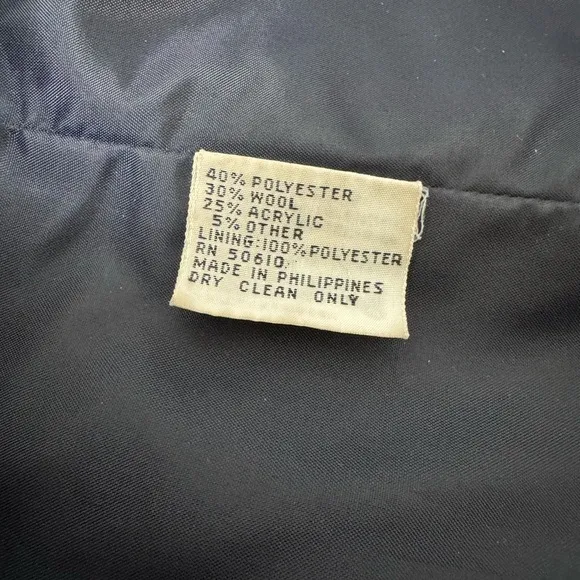 40% POLYESTER
30% WOOL
25% ACRYLIC
5% OTHER
LINING:100% POLYESTER
RN 50610
MADE IN PHILIPPINES
DRY CLEAN ONLY